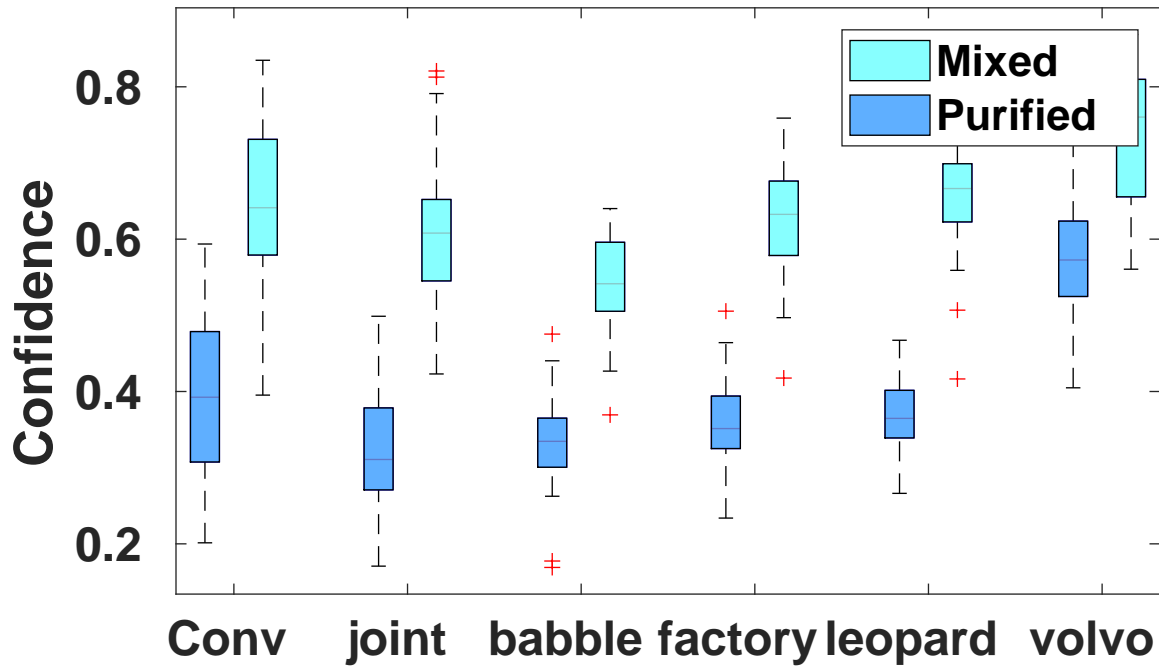 Mixed
Purified
0.8
0.6
0.4
0.2
Confidence
Conv joint babble factory leopard volvo